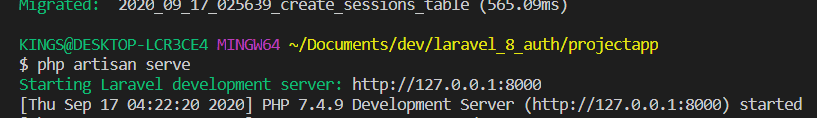 Migrated:  2020_09_17_025639_create_sessions_table (565.09ms)
KINGS@DESKTOP-LCR3CE4 MINGW64 ~/Documents/dev/laravel_8_auth/projectapp
$ php artisan serve
Starting Laravel development server: http://127.0.0.1:8000
[Thu Sep 17 04:22:20 2020] PHP 7.4.9 Development Server (http://127.0.0.1:8000) started